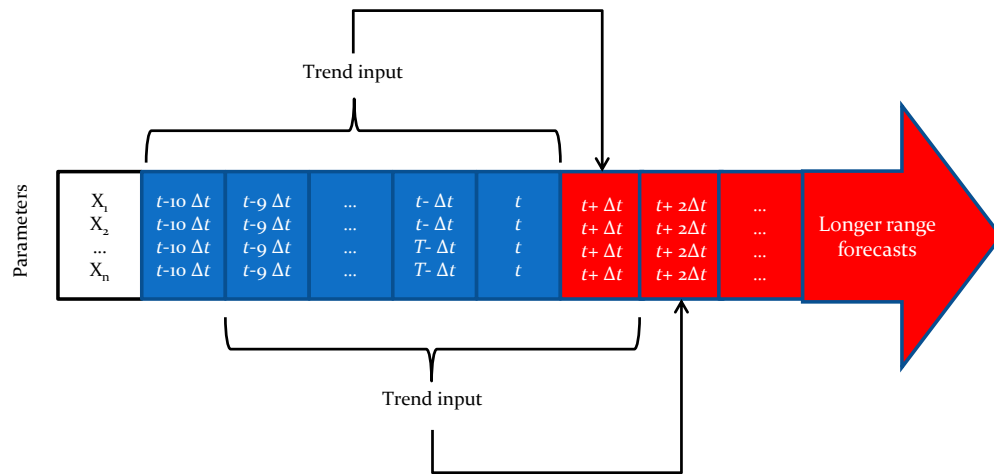 Trend input
Parameters
X₁ t-10 Δt t-9 Δt ... t- Δt t t+ Δt t+ 2Δt ...
X₂ t-10 Δt t-9 Δt ... t- Δt t t+ Δt t+ 2Δt ...
... t-10 Δt t-9 Δt ... T- Δt t t+ Δt t+ 2Δt ...
Xₙ t-10 Δt t-9 Δt ... t- Δt t t+ Δt t+ 2Δt ...
Longer range
forecasts
Trend input